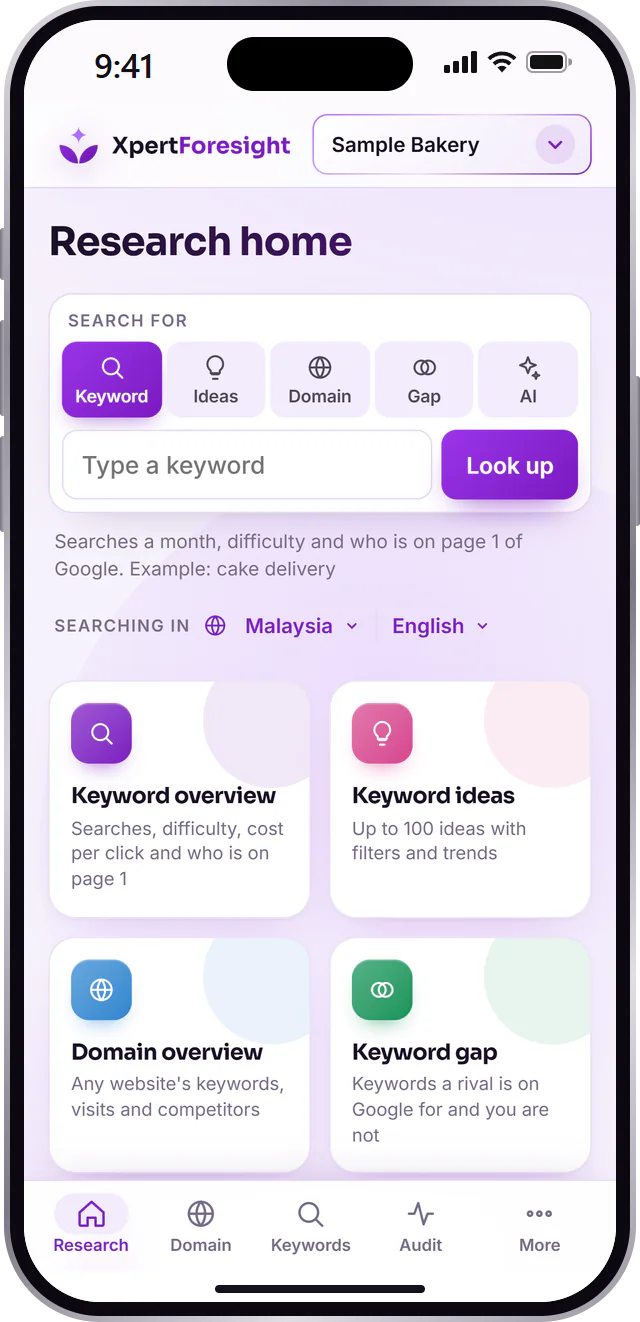 9:41
XpertForesight
Sample Bakery
Research home
SEARCH FOR
Keyword
Ideas
Domain
Gap
AI
Type a keyword
Look up
Searches a month, difficulty and who is on page 1 of
Google. Example: cake delivery
SEARCHING IN
Malaysia
English
Keyword overview
Searches, difficulty, cost
per click and who is on
page 1
Keyword ideas
Up to 100 ideas with
filters and trends
Domain overview
Any website's keywords,
visits and competitors
Keyword gap
Keywords a rival is on
Google for and you are
not
Research
Domain
Keywords
Audit
More